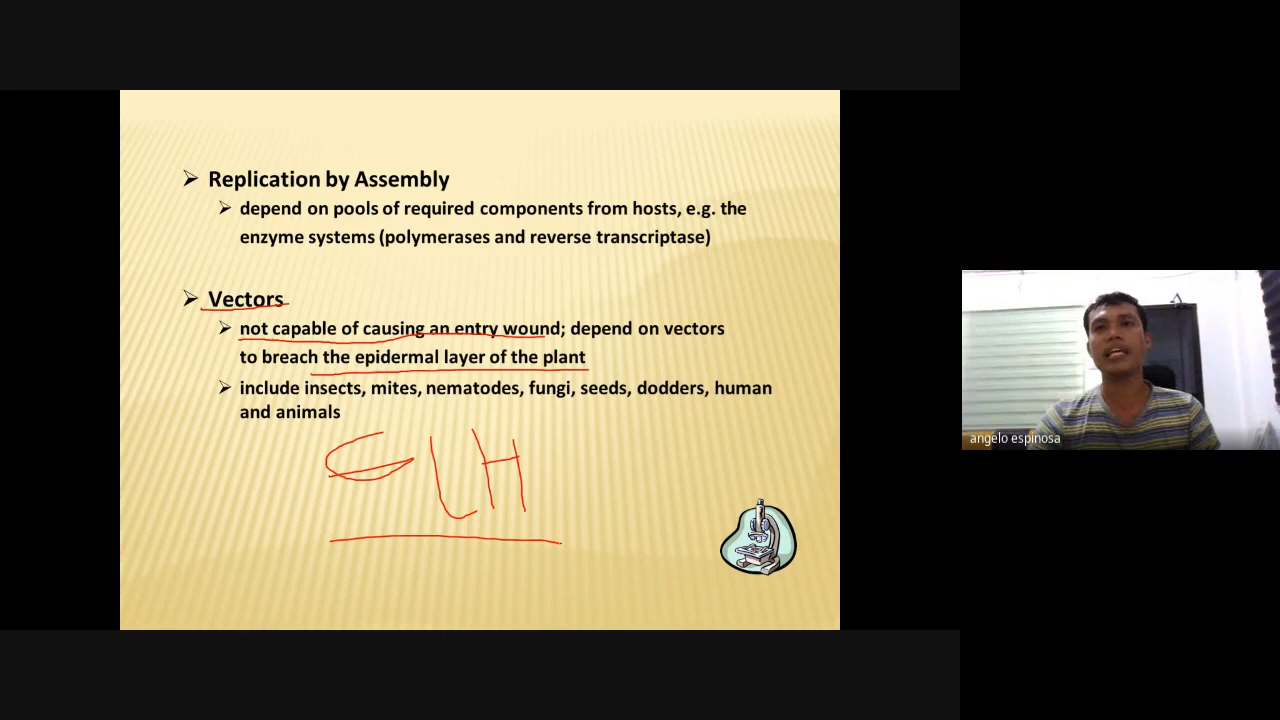 Replication by Assembly
depend on pools of required components from hosts, e.g. the
enzyme systems (polymerases and reverse transcriptase)
Vectors
not capable of causing an entry wound; depend on vectors
to breach the epidermal layer of the plant
include insects, mites, nematodes, fungi, seeds, dodders, human
and animals
angelo espinosa